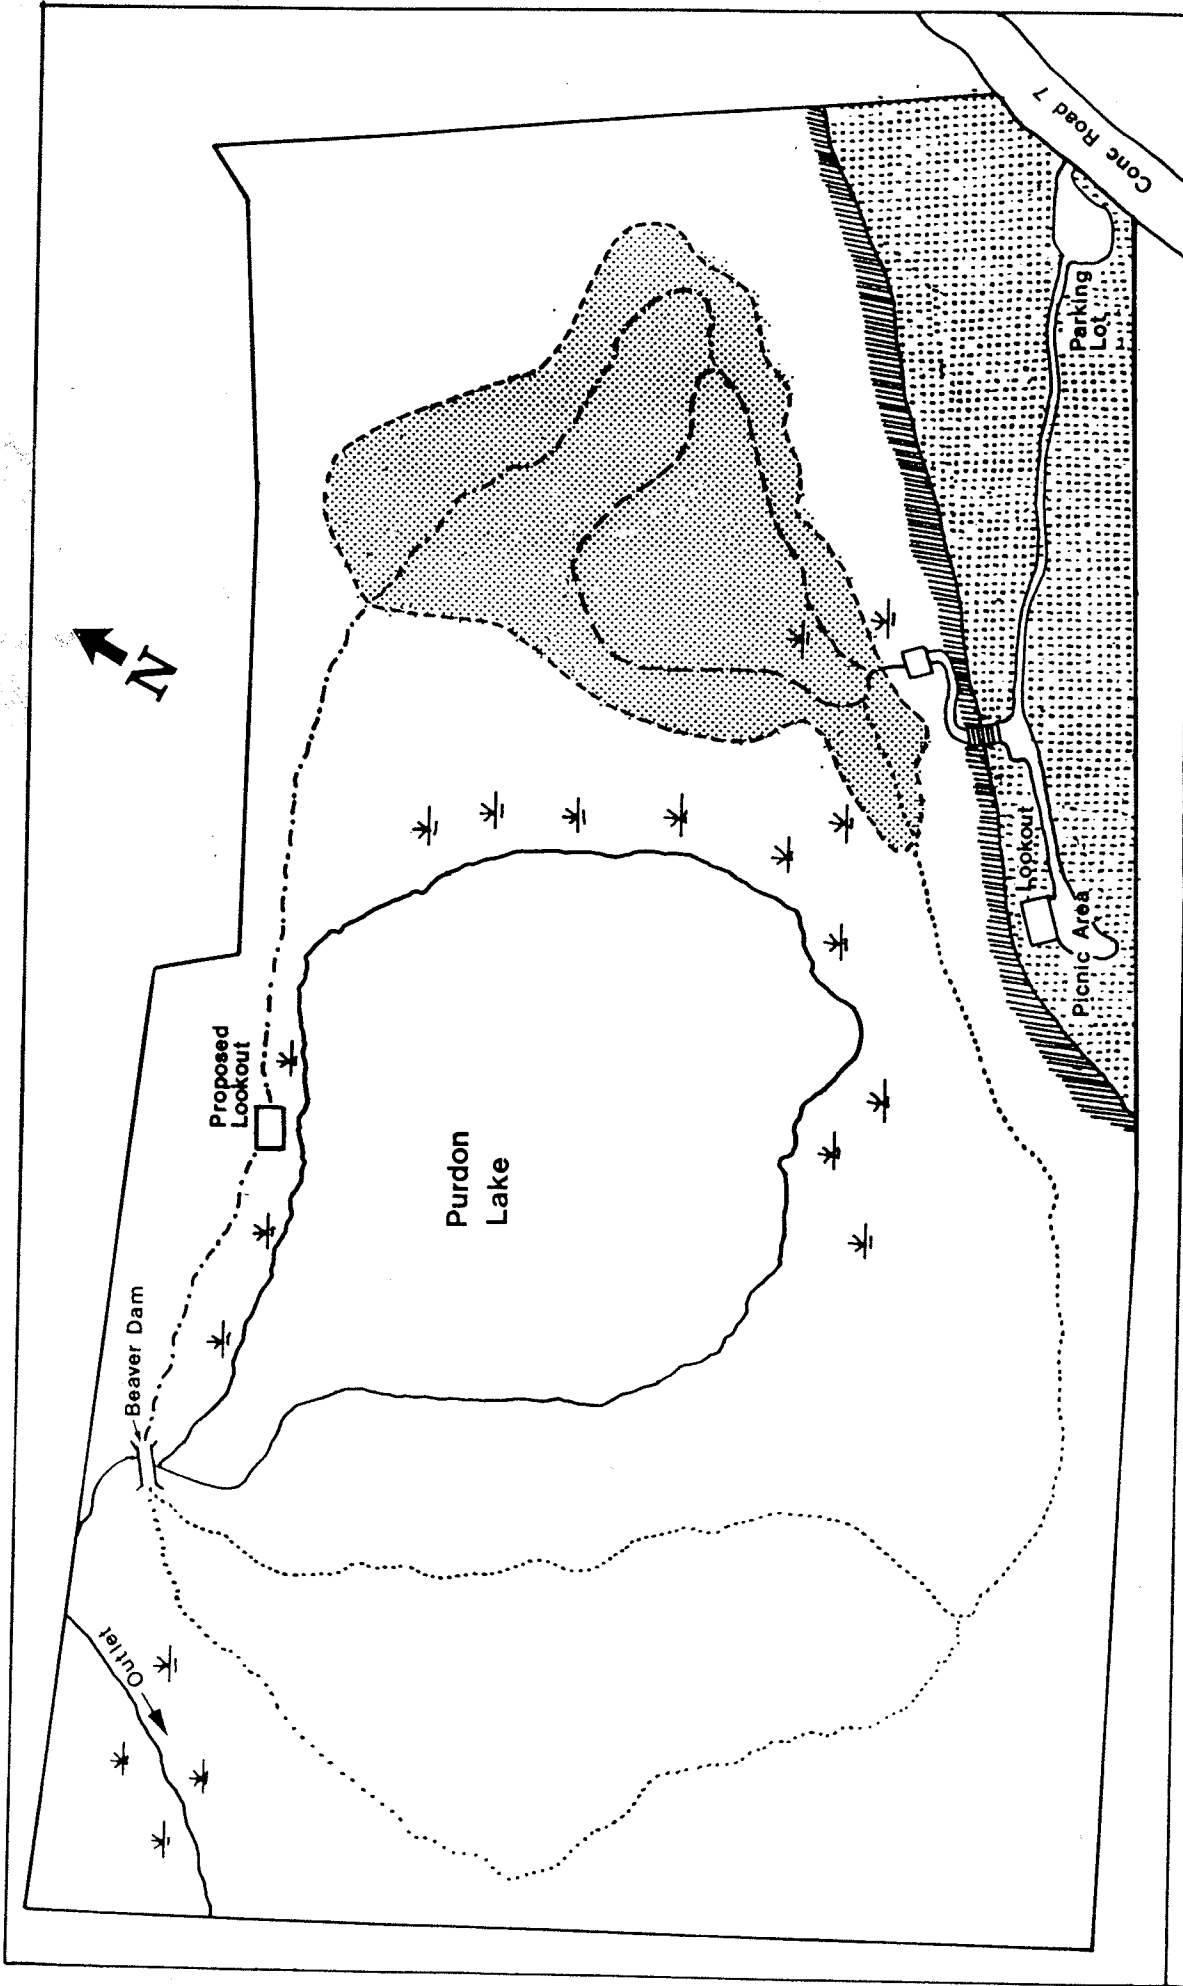 Conc Road 7
Parking
Lot
N
Lookout
Picnic Area
Proposed
Lookout
Purdon
Lake
Beaver Dam
Outlet